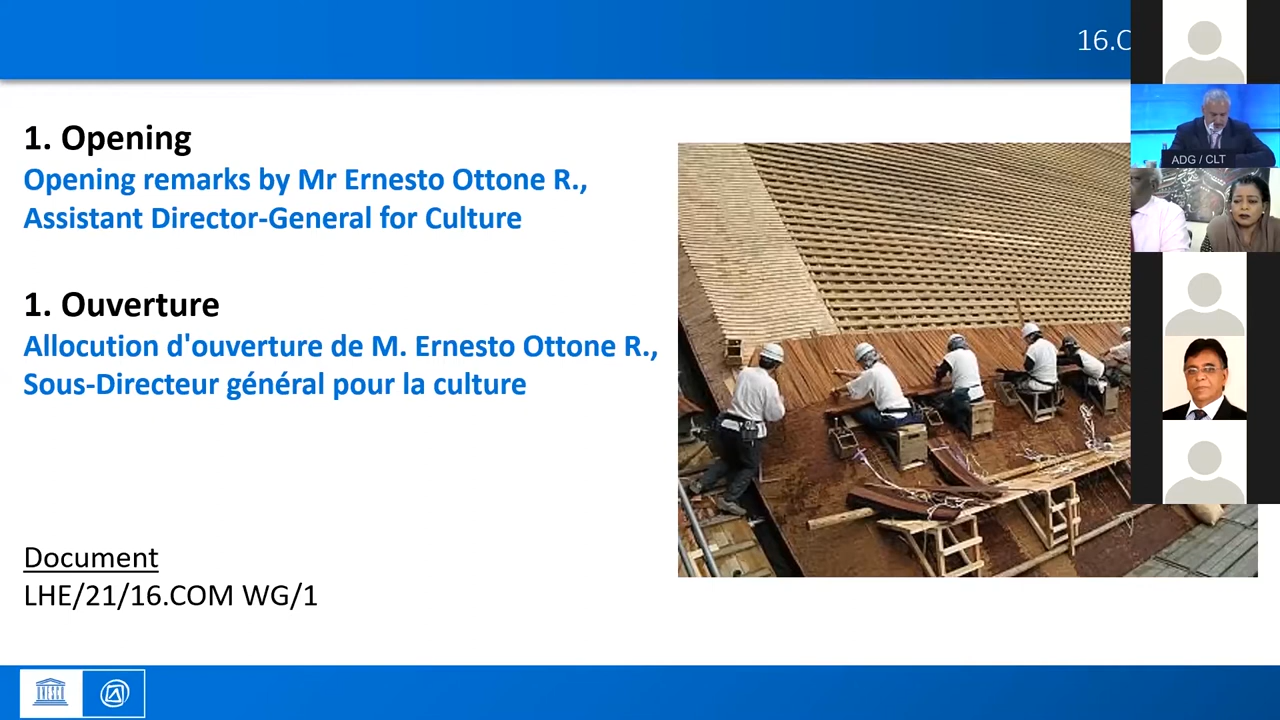 16.C
ADG / CLT
1. Opening
Opening remarks by Mr Ernesto Ottone R.,
Assistant Director-General for Culture
1. Ouverture
Allocution d'ouverture de M. Ernesto Ottone R.,
Sous-Directeur général pour la culture
Document
LHE/21/16.COM WG/1